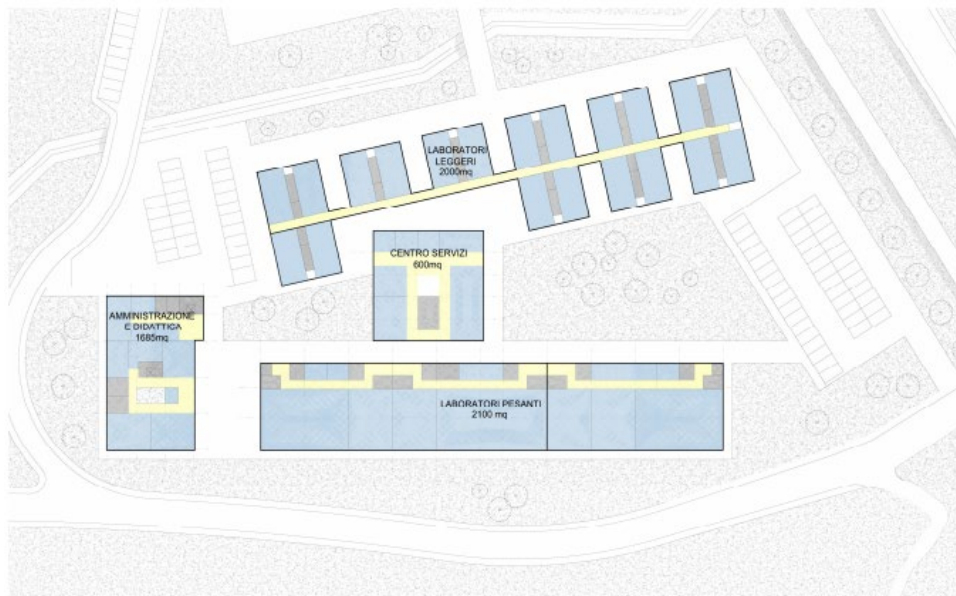 LABORATORI
LEGGERI
2000mq
CENTRO SERVIZI
600mq
AMMINISTRAZIONE
E DIDATTICA
1685mq
LABORATORI PESANTI
2100 mq